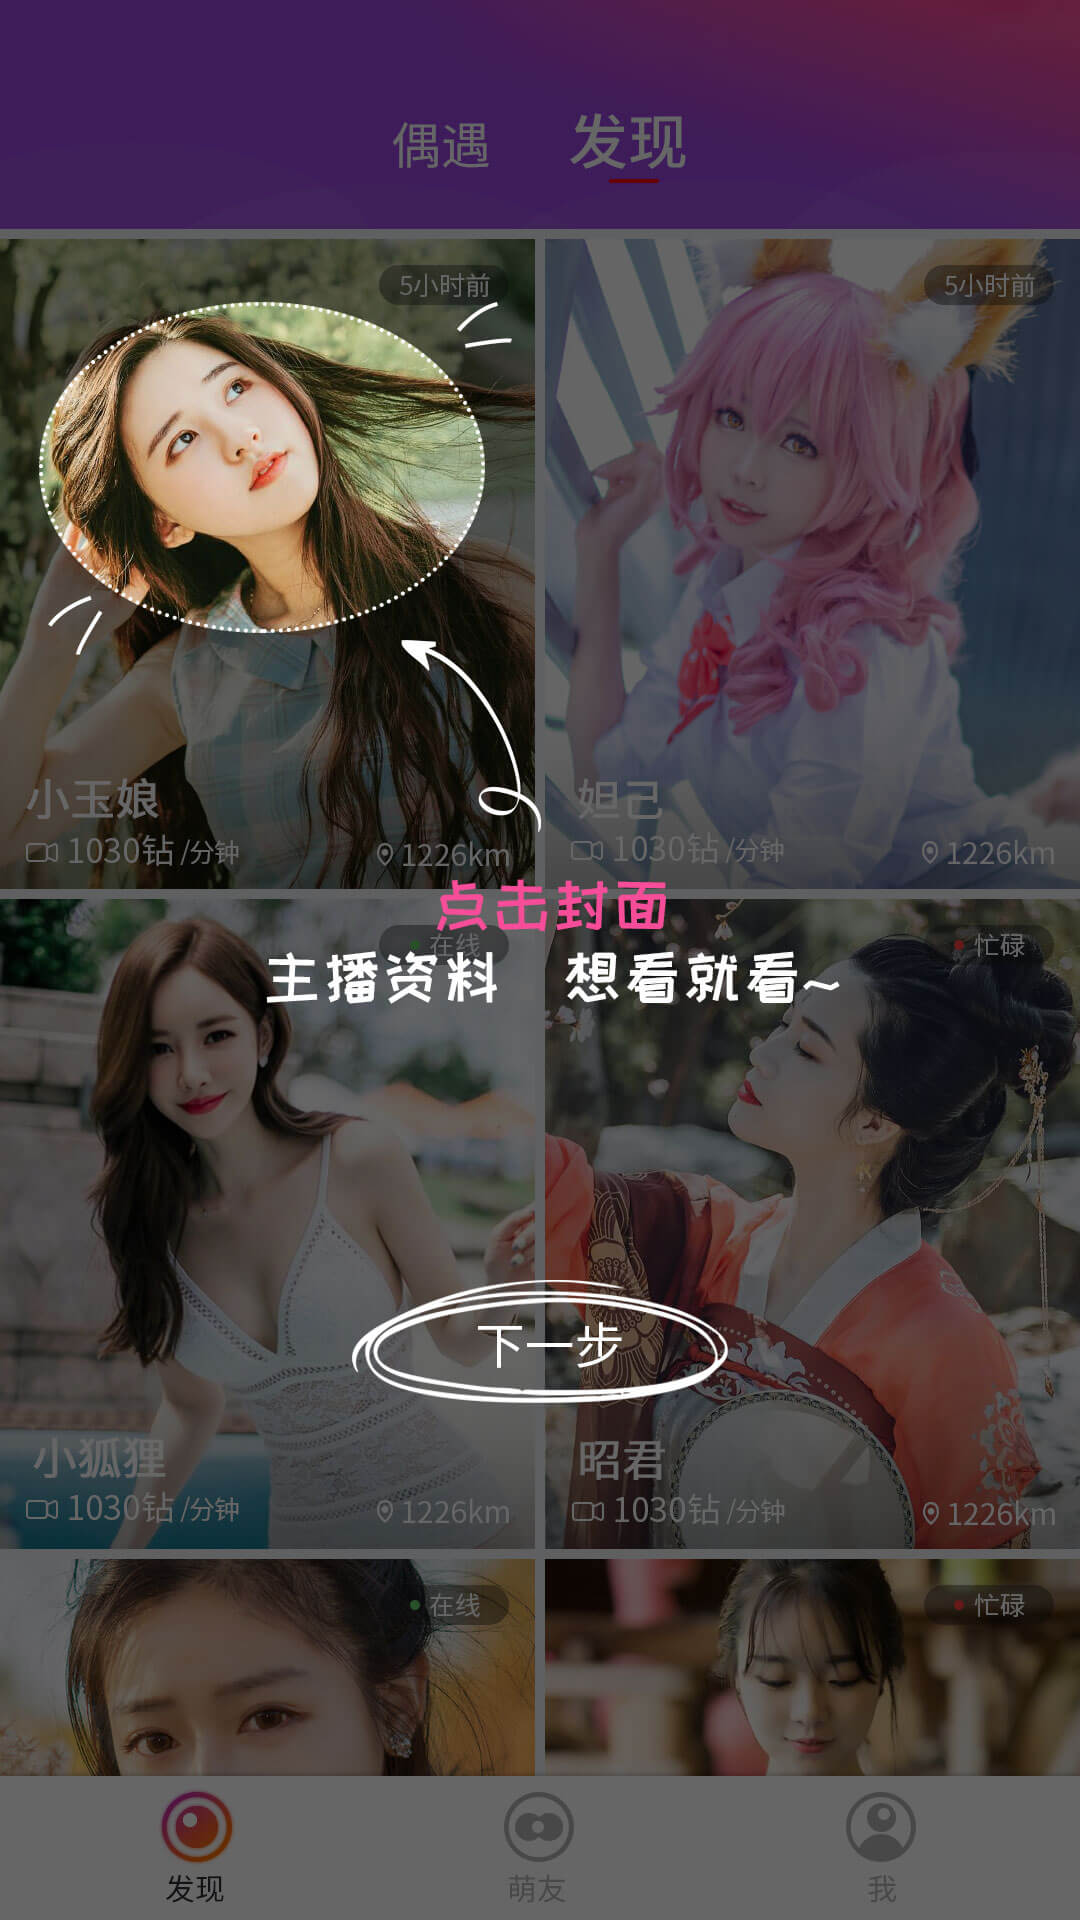 偶遇 发现
5小时前 5小时前
小玉娘 妲己
1030钻/分钟 1226km 1030钻/分钟 1226km
点击封面
在线 忙碌
主播资料 想看就看~
下一步
小狐狸 昭君
1030钻/分钟 1226km 1030钻/分钟 1226km
在线 忙碌
发现 萌友 我